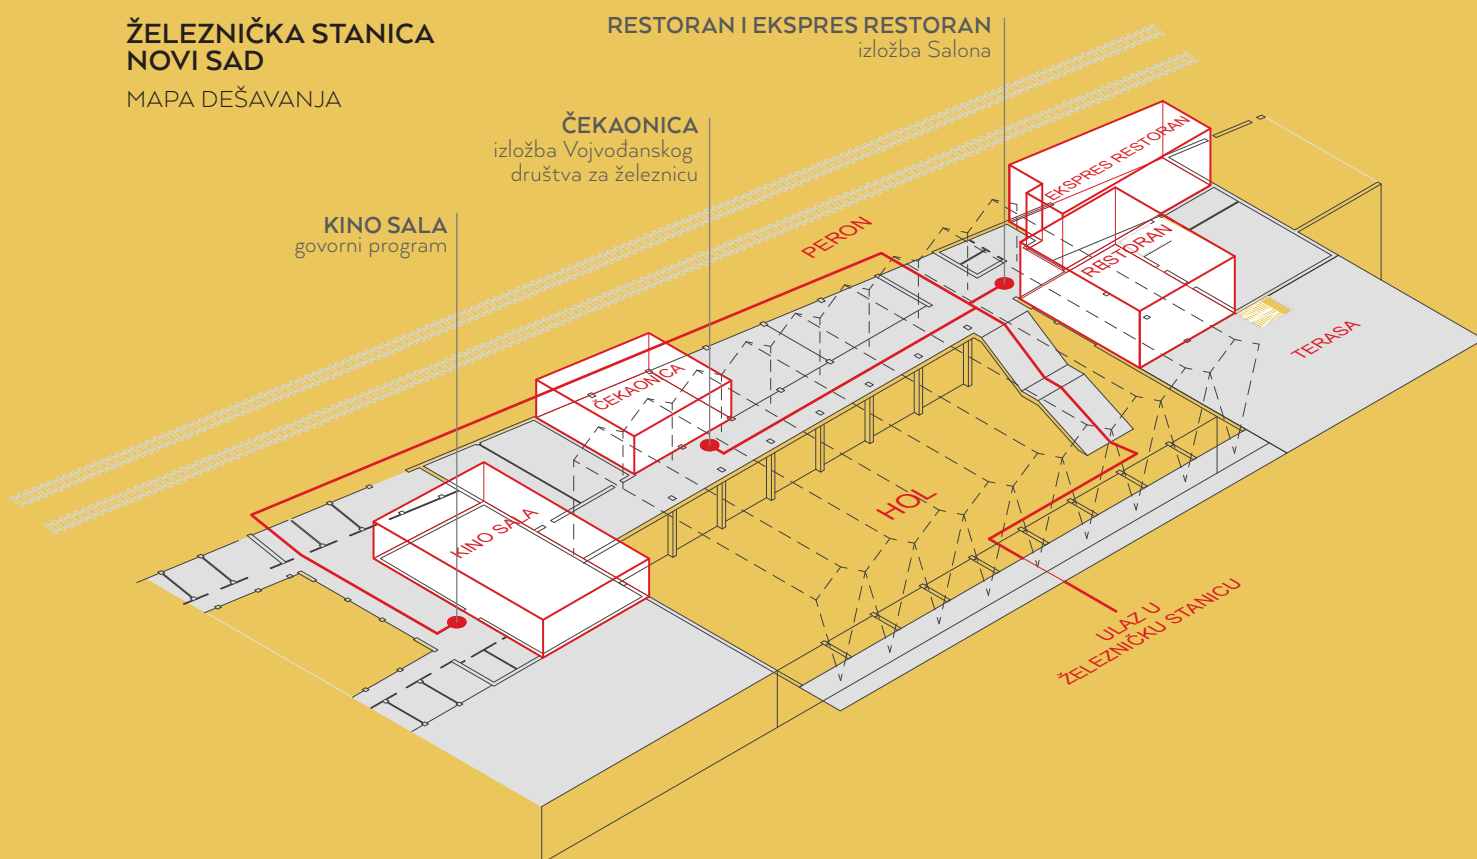 ŽELEZNIČKA STANICA
NOVI SAD
MAPA DEŠAVANJA
RESTORAN I EKSPRES RESTORAN
izložba Salona
ČEKAONICA
izložba Vojvođanskog
društva za železnicu
KINO SALA
govorni program
PERON
EKSPRES RESTORAN
RESTORAN
TERASA
ČEKAONICA
KINO SALA
HOL
ULAZ U
ŽELEZNIČKU STANICU